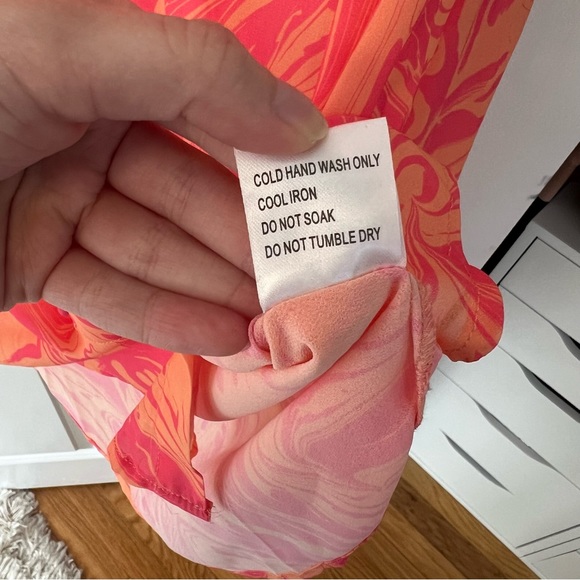 COLD HAND WASH ONLY
COOL IRON
DO NOT SOAK
DO NOT TUMBLE DRY